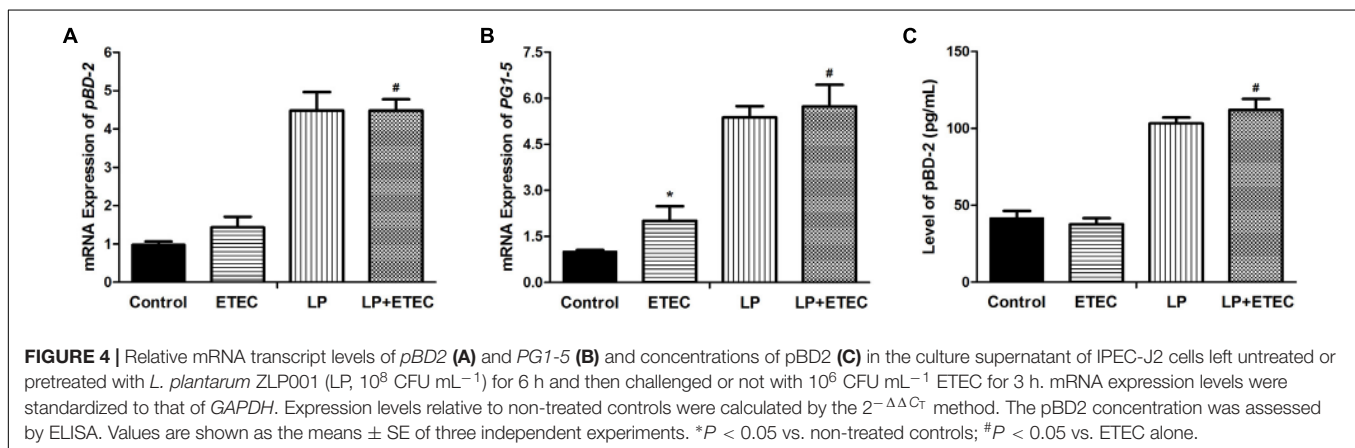 A
mRNA Expression of pBD-2
6
5
4
3
2
1
0
#
Control ETEC LP LP+ETEC
B
mRNA Expression of PG1-5
7.5
6.0
4.5
3.0
1.5
0.0
*
#
Control ETEC LP LP+ETEC
C
Level of pBD-2 (pg/mL)
150
100
50
0
#
Control ETEC LP LP+ETEC
FIGURE 4 | Relative mRNA transcript levels of pBD2 (A) and PG1-5 (B) and concentrations of pBD2 (C) in the culture supernatant of IPEC-J2 cells left untreated or
pretreated with L. plantarum ZLP001 (LP, 10⁸ CFU mL⁻¹) for 6 h and then challenged or not with 10⁶ CFU mL⁻¹ ETEC for 3 h. mRNA expression levels were
standardized to that of GAPDH. Expression levels relative to non-treated controls were calculated by the 2^−ΔΔCT method. The pBD2 concentration was assessed
by ELISA. Values are shown as the means ± SE of three independent experiments. *P < 0.05 vs. non-treated controls; #P < 0.05 vs. ETEC alone.